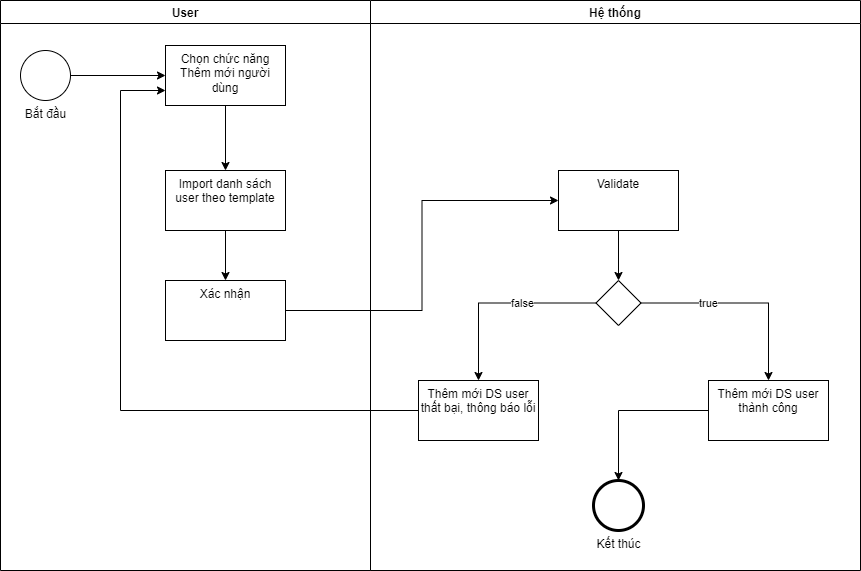 User
Hệ thống
Chọn chức năng
Thêm mới người
dùng
Bắt đầu
Import danh sách
user theo template
Validate
Xác nhận
false
true
Thêm mới DS user
thất bại, thông báo lỗi
Thêm mới DS user
thành công
Kết thúc